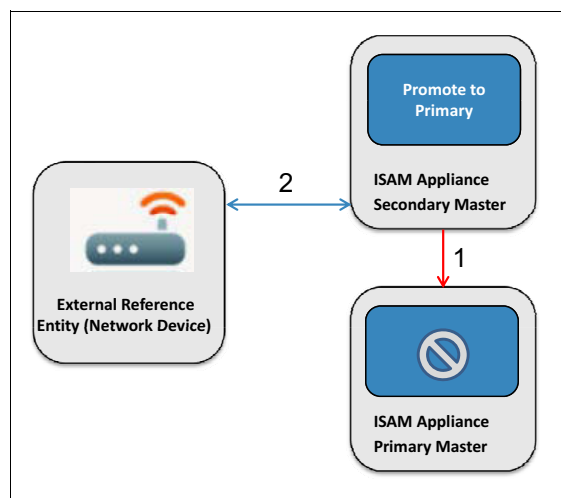 Promote to
Primary
ISAM Appliance
Secondary Master
2
1
External Reference
Entity (Network Device)
ISAM Appliance
Primary Master